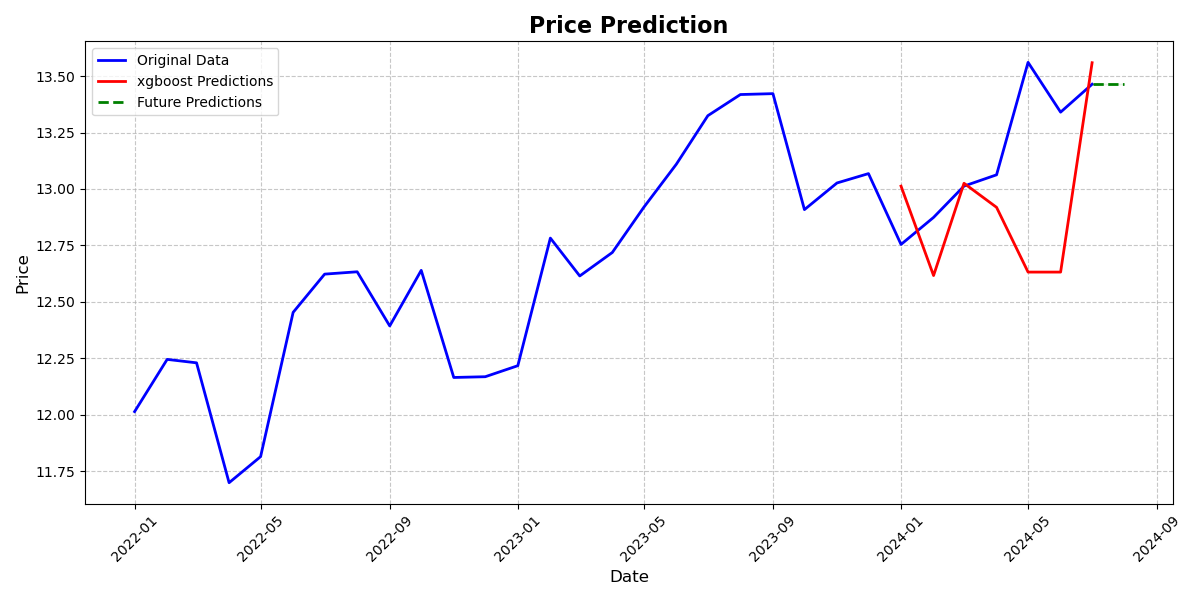 Price Prediction
Original Data
xgboost Predictions
Future Predictions
Price
13.50
13.25
13.00
12.75
12.50
12.25
12.00
11.75
2022-01
2022-05
2022-09
2023-01
2023-05
2023-09
2024-01
2024-05
2024-09
Date